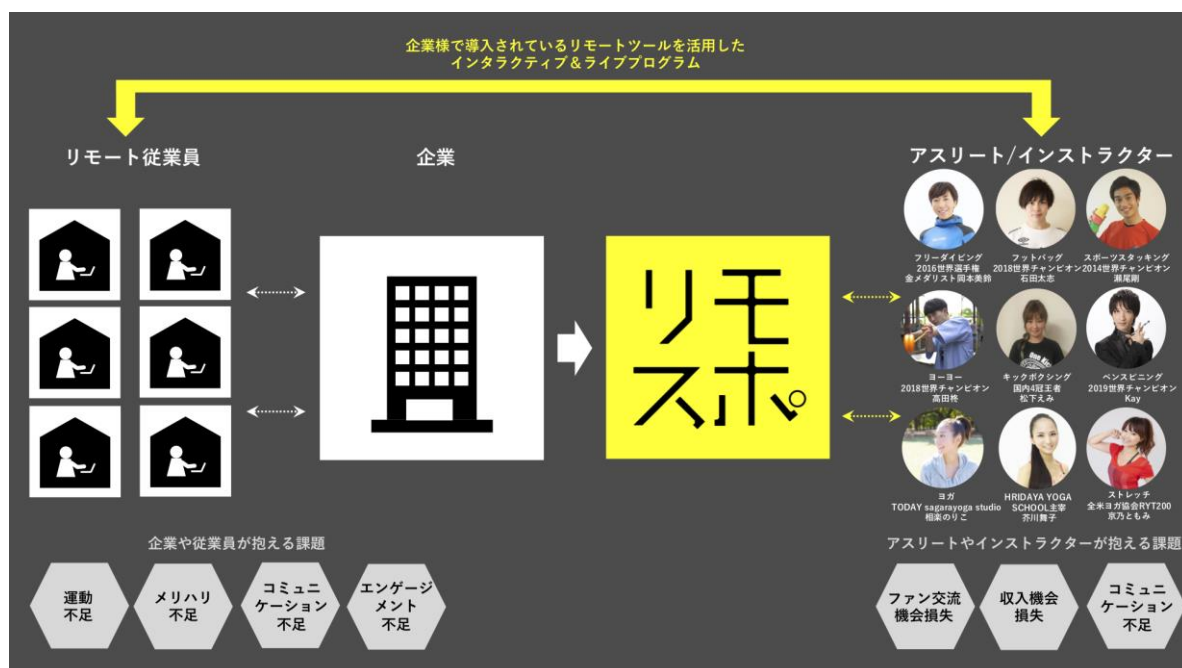 企業様で導入されているリモートツールを活用した
インタラクティブ＆ライブプログラム
リモート従業員
企業
アスリート/インストラクター
リモ
スポ
フリーダイビング
2016世界選手権
金メダリスト岡本美鈴
フットバッグ
2018世界チャンピオン
石田太志
スポーツスタッキング
2014世界チャンピオン
瀬尾剛
ヨーヨー
2018世界チャンピオン
高田柊
キックボクシング
国内4冠王者
松下えみ
ペンスピニング
2019世界チャンピオン
Kay
ヨガ
TODAY sagarayoga studio
相楽のりこ
HRIDAYA YOGA
SCHOOL主宰
芥川舞子
ストレッチ
全米ヨガ協会RYT200
京乃ともみ
企業や従業員が抱える課題
運動
不足
メリハリ
不足
コミュニ
ケーション
不足
エンゲージ
メント
不足
アスリートやインストラクターが抱える課題
ファン交流
機会損失
収入機会
損失
コミュニ
ケーション
不足